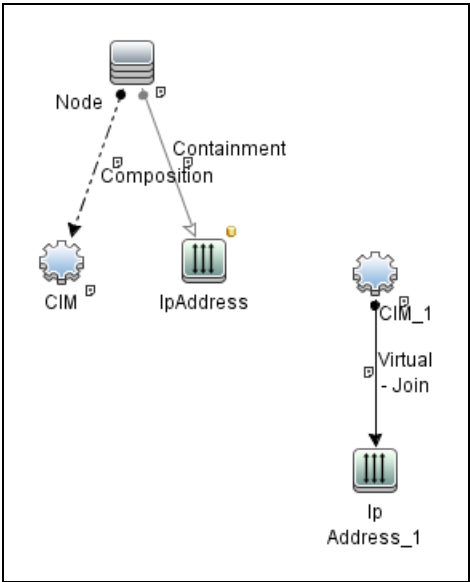 Node
Containment
Composition
CIM
IpAddress
CIM_1
Virtual
- Join
Ip
Address_1